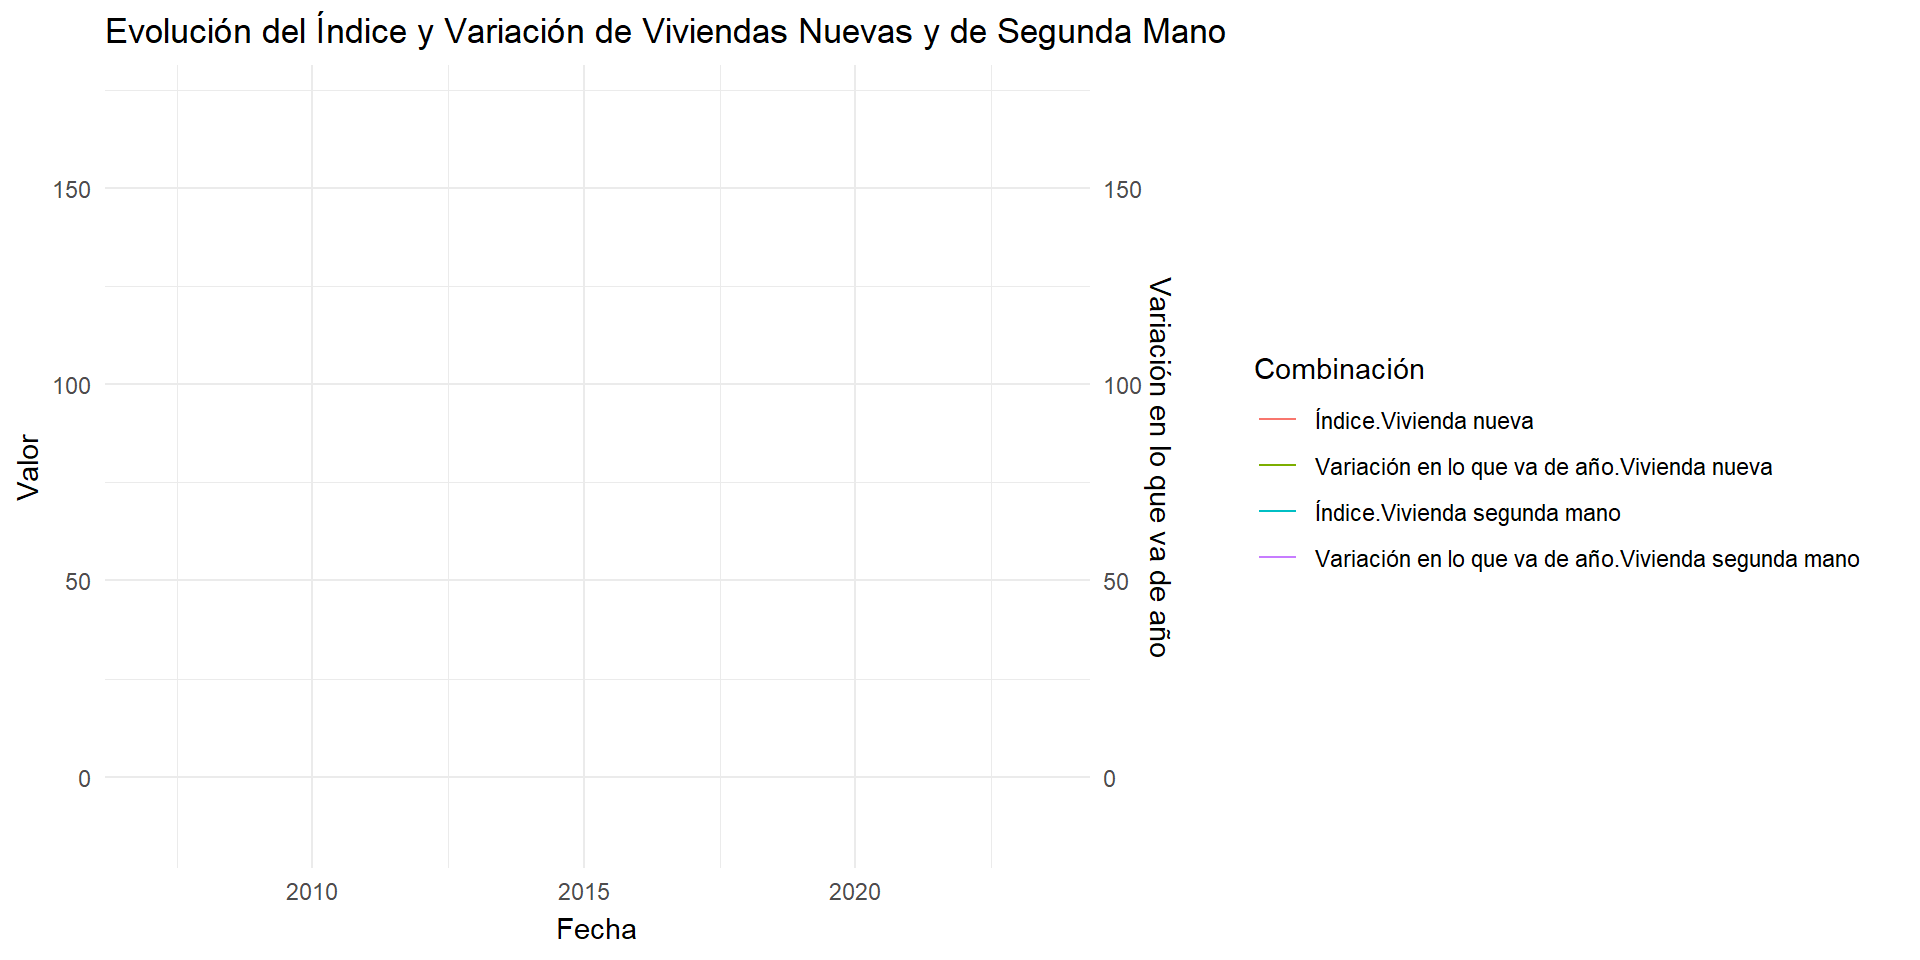 Evolución del Índice y Variación de Viviendas Nuevas y de Segunda Mano
Valor
150
100
50
0
150
100
50
0
Variación en lo que va de año
2010
2015
2020
Fecha
Combinación
Índice.Vivienda nueva
Variación en lo que va de año.Vivienda nueva
Índice.Vivienda segunda mano
Variación en lo que va de año.Vivienda segunda mano